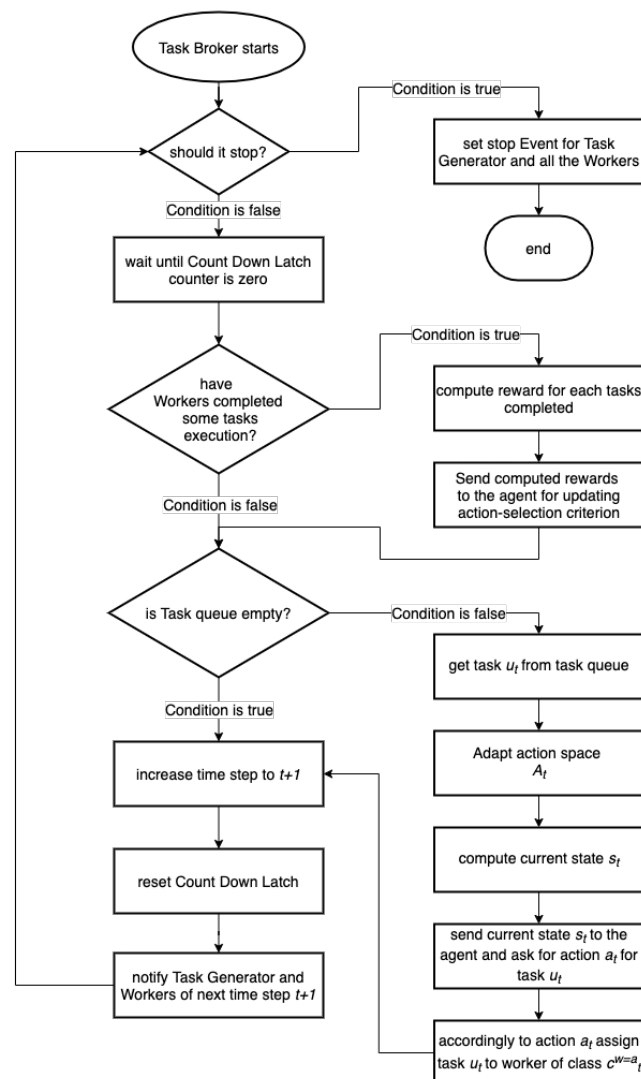 Task Broker starts
should it stop?
Condition is true
set stop Event for Task
Generator and all the Workers
end
Condition is false
wait until Count Down Latch
counter is zero
have
Workers completed
some tasks
execution?
Condition is true
compute reward for each tasks
completed
Send computed rewards
to the agent for updating
action-selection criterion
Condition is false
is Task queue empty?
Condition is false
get task u_t from task queue
Adapt action space
A_t
compute current state s_t
send current state s_t to the
agent and ask for action a_t for
task u_t
accordingly to action a_t assign
task u_t to worker of class c^{w=a_t}
Condition is true
increase time step to t+1
reset Count Down Latch
notify Task Generator and
Workers of next time step t+1